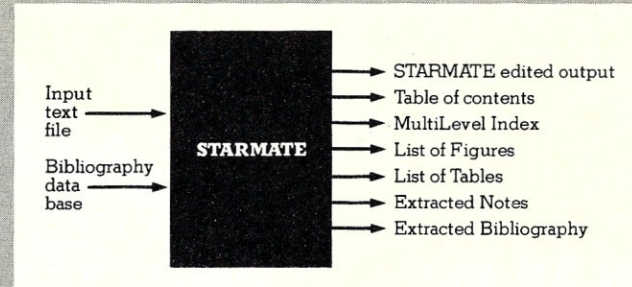 Input
text
file
Bibliography
data
base
STARMATE
STARMATE edited output
Table of contents
MultiLevel Index
List of Figures
List of Tables
Extracted Notes
Extracted Bibliography